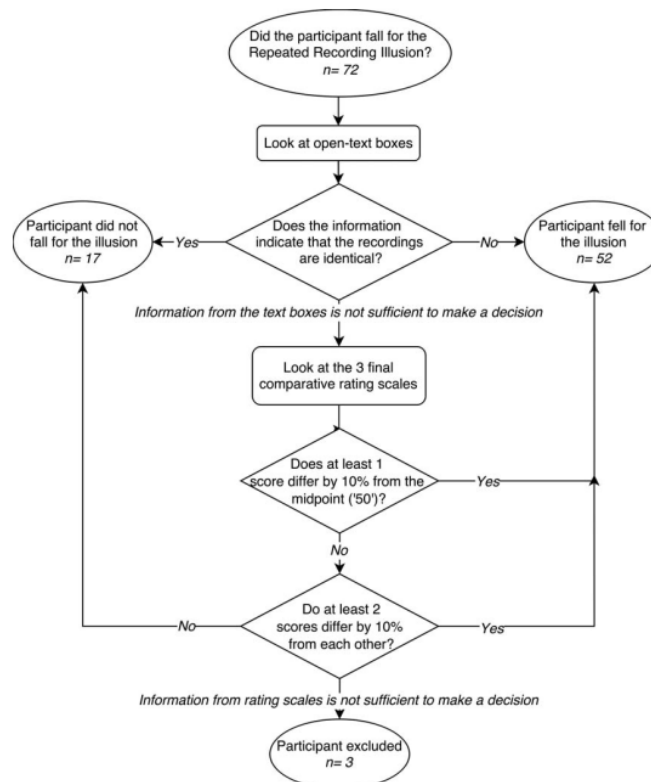 Did the participant fall for the
Repeated Recording Illusion?
n= 72
Look at open-text boxes
Participant did not
fall for the illusion
n= 17
Yes
Does the information
indicate that the recordings
are identical?
No
Participant fell for
the illusion
n= 52
Information from the text boxes is not sufficient to make a decision
Look at the 3 final
comparative rating scales
Does at least 1
score differ by 10% from the
midpoint ('50')?
Yes
No
No
Do at least 2
scores differ by 10%
from each other?
Yes
Information from rating scales is not sufficient to make a decision
Participant excluded
n= 3